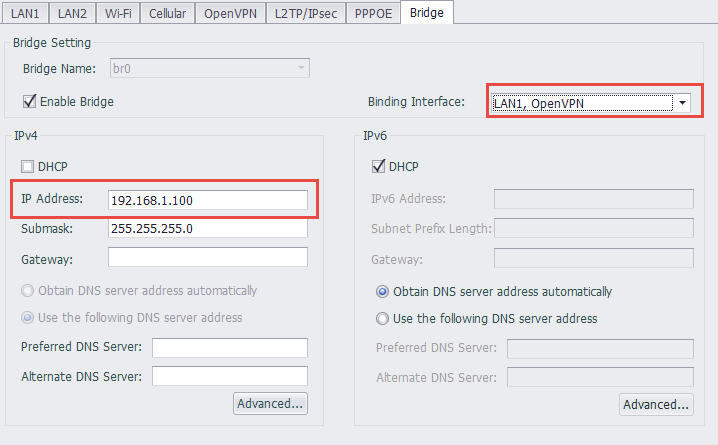 LAN1 LAN2 Wi-Fi Cellular OpenVPN L2TP/IPsec PPPOE Bridge
Bridge Setting
Bridge Name: br0
Enable Bridge
Binding Interface: LAN1, OpenVPN
IPv4
DHCP
IP Address: 192.168.1.100
Submask: 255.255.255.0
Gateway:
Obtain DNS server address automatically
Use the following DNS server address
Preferred DNS Server:
Alternate DNS Server:
Advanced...
IPv6
DHCP
IPv6 Address:
Subnet Prefix Length:
Gateway:
Obtain DNS server address automatically
Use the following DNS server address
Preferred DNS Server:
Alternate DNS Server:
Advanced...